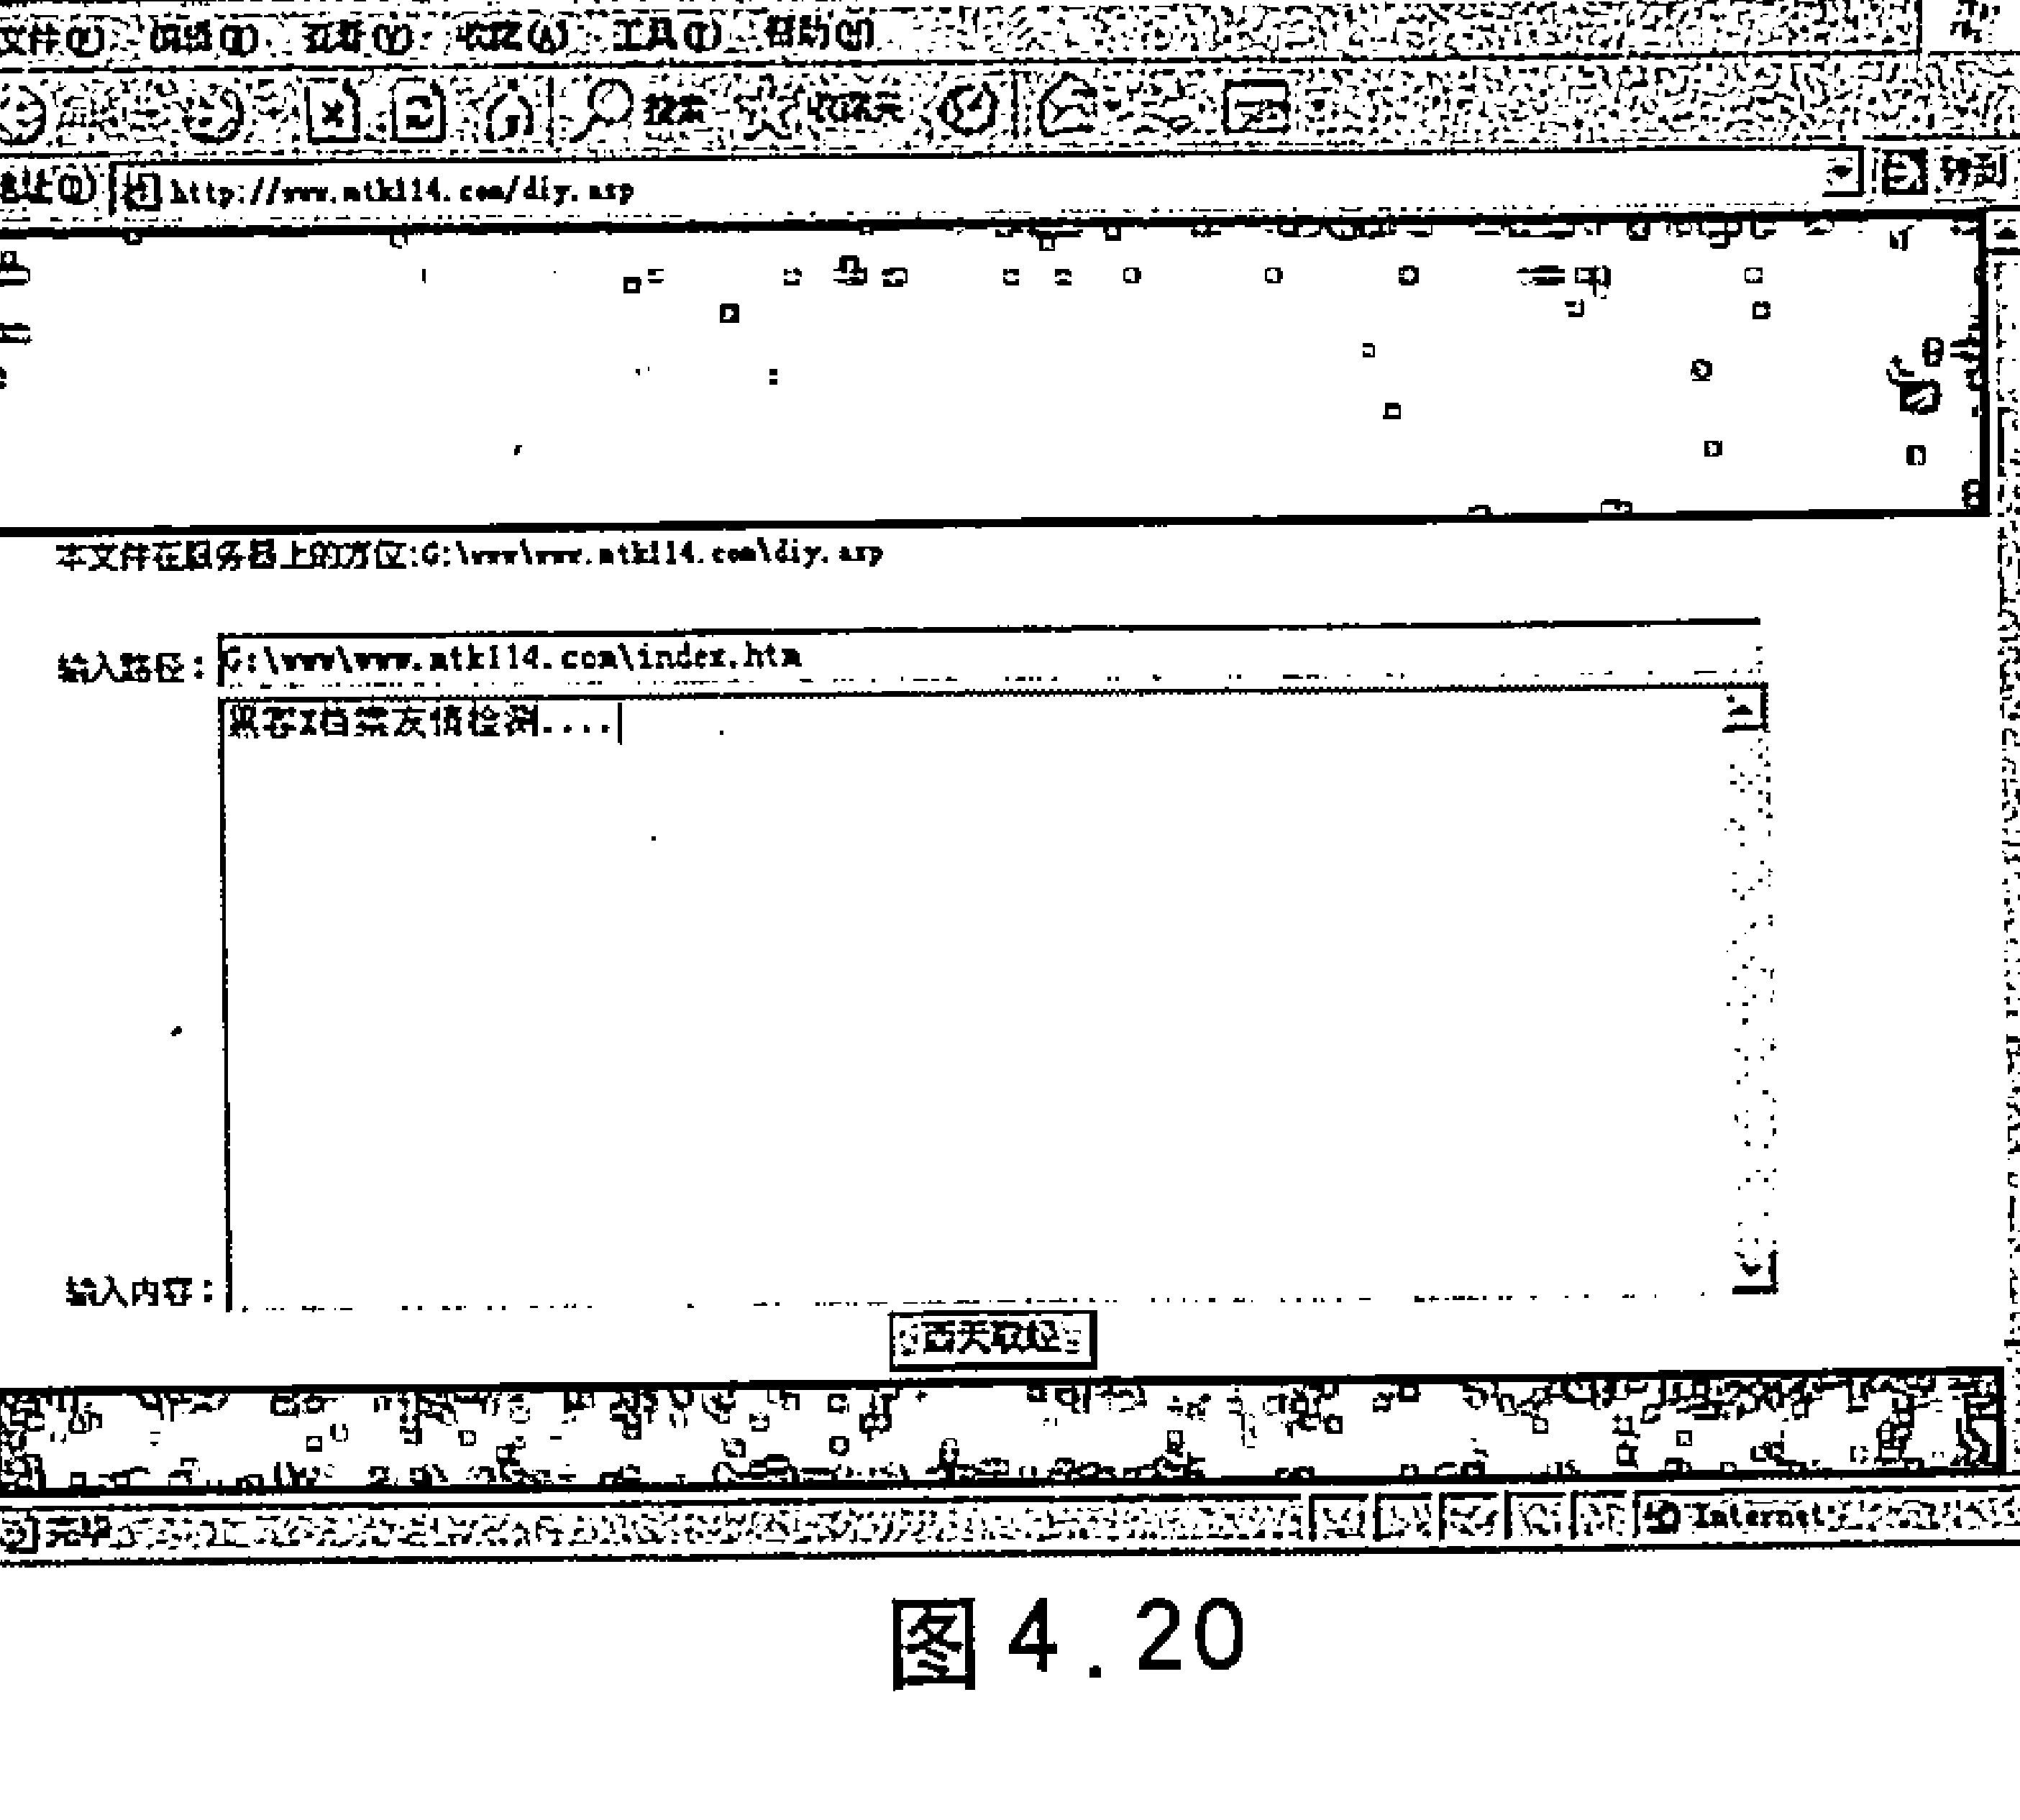 文件(F) 编辑(E) 查看(V) 收藏(A) 工具(T) 帮助(H)
搜索 收藏夹
地址(D) http://www.mtk114.com/diy.asp 转到
本文件在服务器上的方位:G:\www\www.mtk114.com\diy.asp
输入路径: G:\www\www.mtk114.com\index.htm
黑客X档案友情检测....
输入内容:
西天取经
完毕 Internet
图 4.20